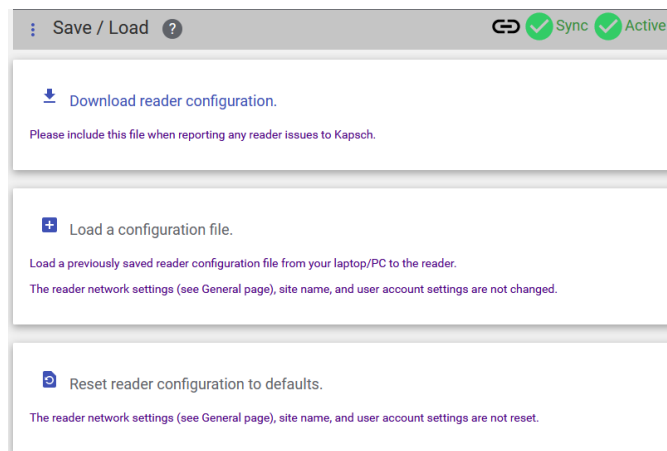 Save / Load ? Sync Active
Download reader configuration.
Please include this file when reporting any reader issues to Kapsch.
Load a configuration file.
Load a previously saved reader configuration file from your laptop/PC to the reader.
The reader network settings (see General page), site name, and user account settings are not changed.
Reset reader configuration to defaults.
The reader network settings (see General page), site name, and user account settings are not reset.